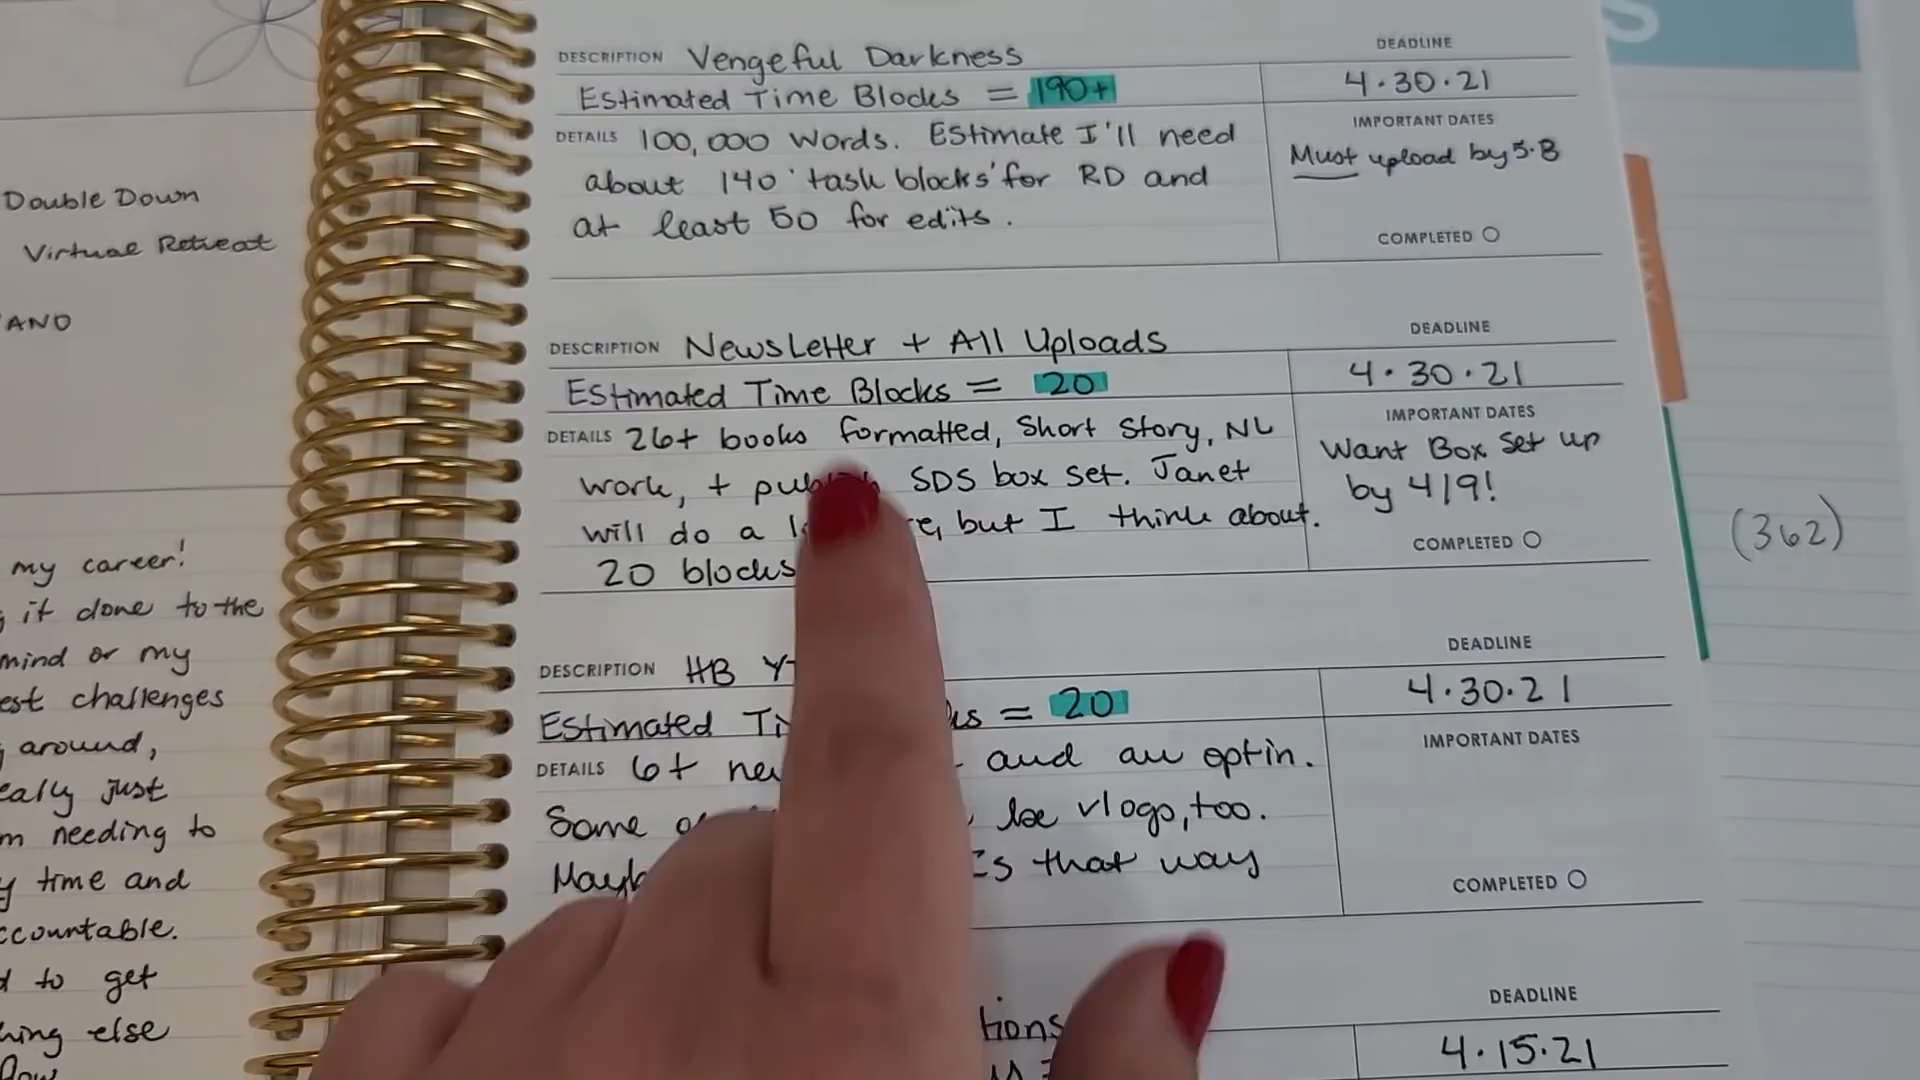 Double Down
Virtual Retreat
AND
my career!
it done to the
mind or my
est challenges
around,
just
needing to
time and
ccountable.
to get
else
DESCRIPTION Vengeful Darkness
DEADLINE
Estimated Time Blocks = 190+
4.30.21
DETAILS 100,000 words. Estimate I'll need
about 140 'task blocks' for RD and
at least 50 for edits.
IMPORTANT DATES
Must upload by 5.3
COMPLETED
DESCRIPTION Newsletter + All Uploads
DEADLINE
Estimated Time Blocks = 20
4.30.21
DETAILS 26+ books formatted, Short Story, NL
work, + SDS box set. Janet
will do a but I think about
20 blocks
IMPORTANT DATES
Want Box Set up
by 4/9!
COMPLETED
(362)
DESCRIPTION HB
DEADLINE
Estimated = 20
4.30.21
DETAILS 6+ and an optin.
Some be vlogs, too.
that way
IMPORTANT DATES
COMPLETED
DEADLINE
tions
4.15.21